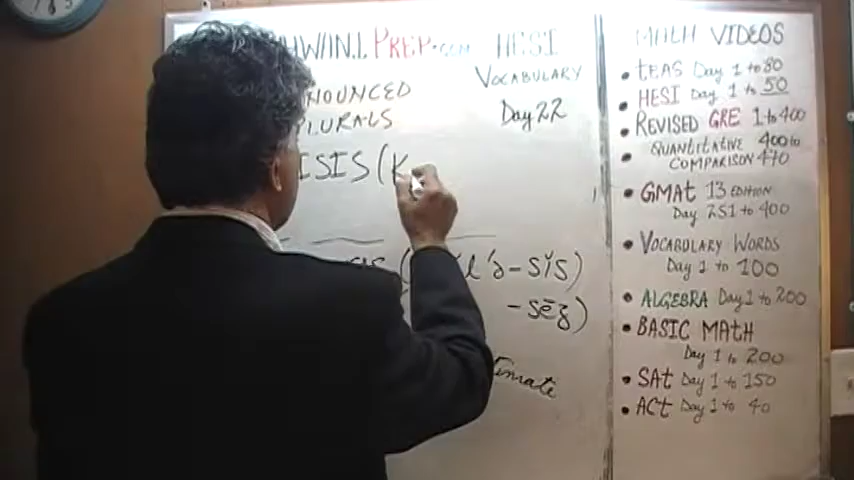 HWANI PREP.COM HESI
VOCABULARY
Day 22
NOUNCED
PLURALS
ISIS (K
-sĭs)
-sēz)
MATH VIDEOS
• TEAS Day 1 to 80
• HESI Day 1 to 50
• REVISED GRE 1 to 400
• QUANTITATIVE 400 to
COMPARISON 470
• GMAT 13 EDITION
Day 251 to 400
• VOCABULARY WORDS
Day 1 to 100
• ALGEBRA Day 1 to 200
• BASIC MATH
Day 1 to 200
• SAT Day 1 to 150
• ACT Day 1 to 40